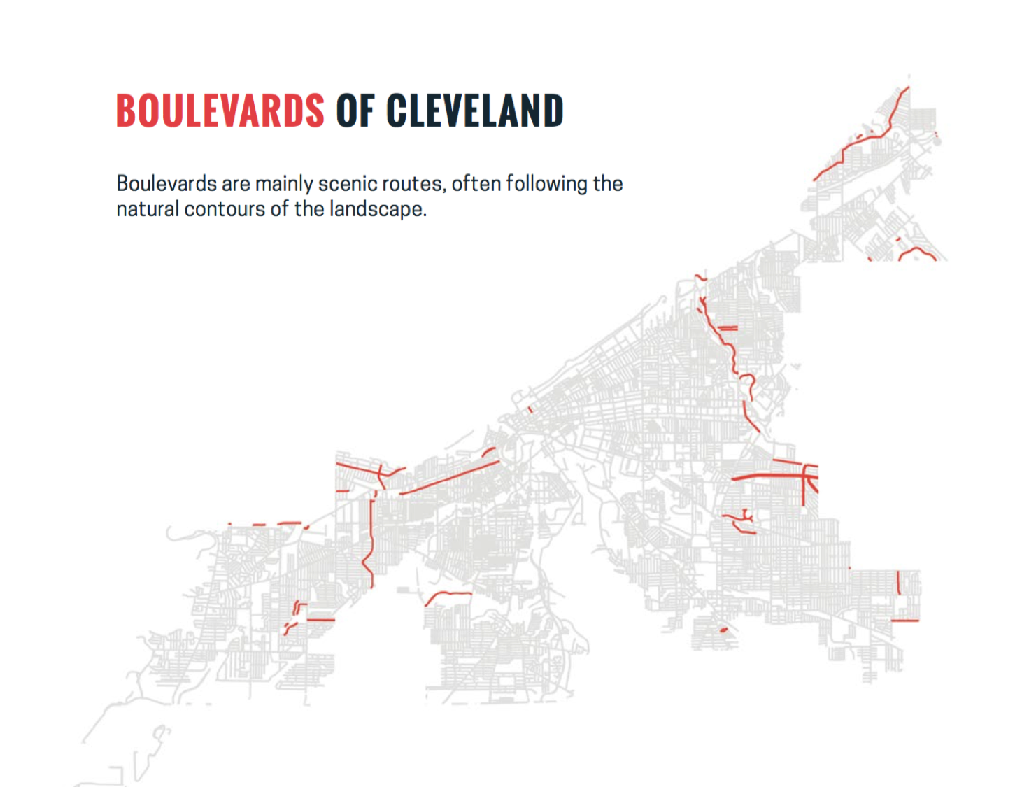 BOULEVARDS OF CLEVELAND
Boulevards are mainly scenic routes, often following the
natural contours of the landscape.